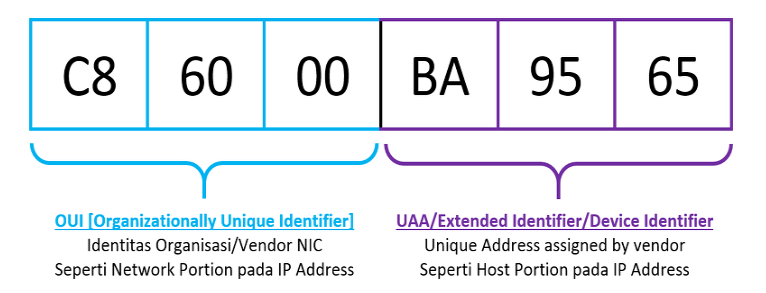 C8 60 00 BA 95 65
OUI [Organizationally Unique Identifier]
Identitas Organisasi/Vendor NIC
Seperti Network Portion pada IP Address
UAA/Extended Identifier/Device Identifier
Unique Address assigned by vendor
Seperti Host Portion pada IP Address